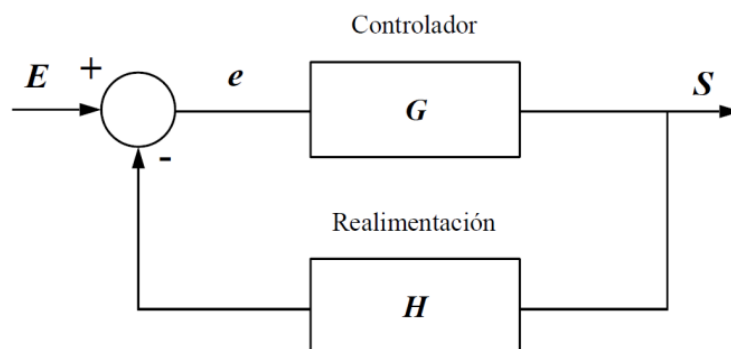 Controlador
E
+
e
G
S
-
Realimentación
H